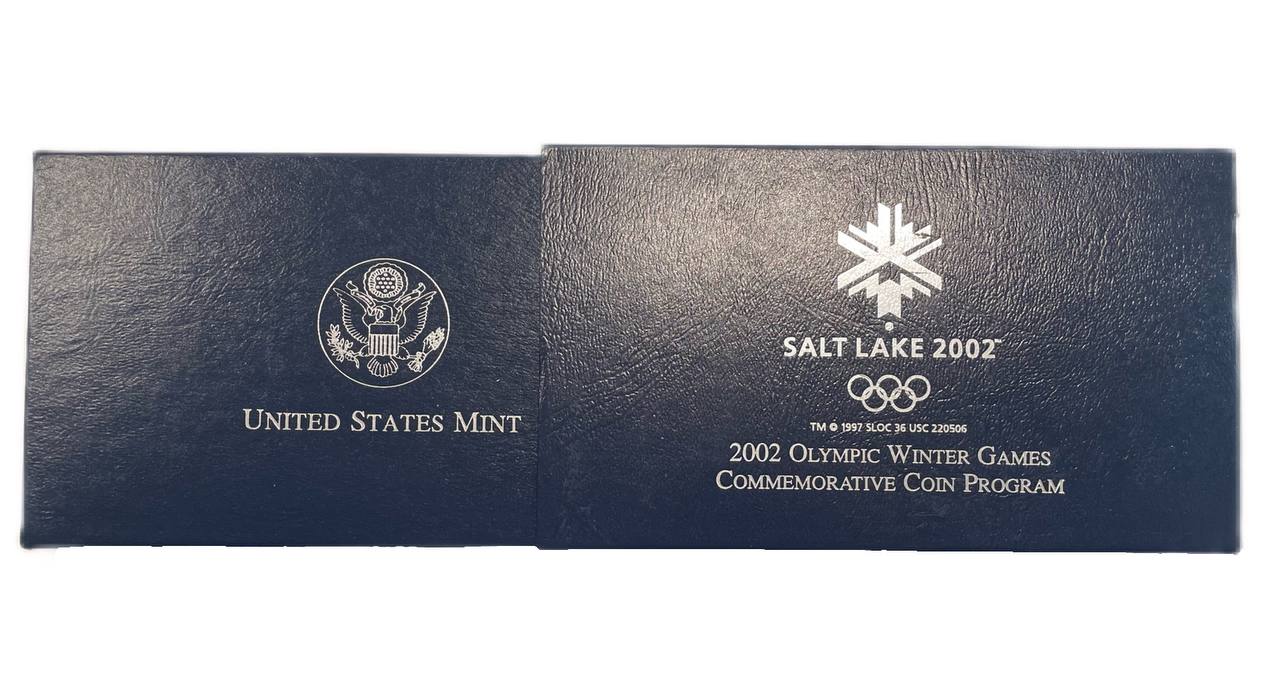 UNITED STATES MINT
SALT LAKE 2002™
TM © 1997 SLOC 36 USC 220506
2002 OLYMPIC WINTER GAMES
COMMEMORATIVE COIN PROGRAM